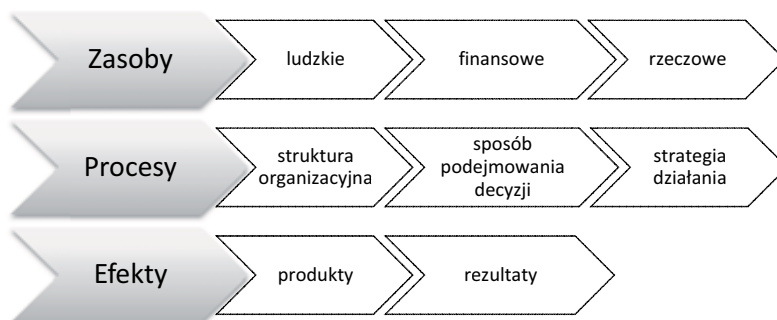 Zasoby
ludzkie
finansowe
rzeczowe
Procesy
struktura
organizacyjna
sposób
podejmowania
decyzji
strategia
działania
Efekty
produkty
rezultaty